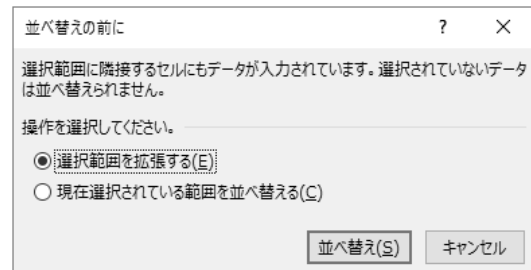 並べ替えの前に ? ×
選択範囲に隣接するセルにもデータが入力されています。選択されていないデータ
は並べ替えられません。
操作を選択してください。
選択範囲を拡張する(E)
現在選択されている範囲を並べ替える(C)
並べ替え(S) キャンセル